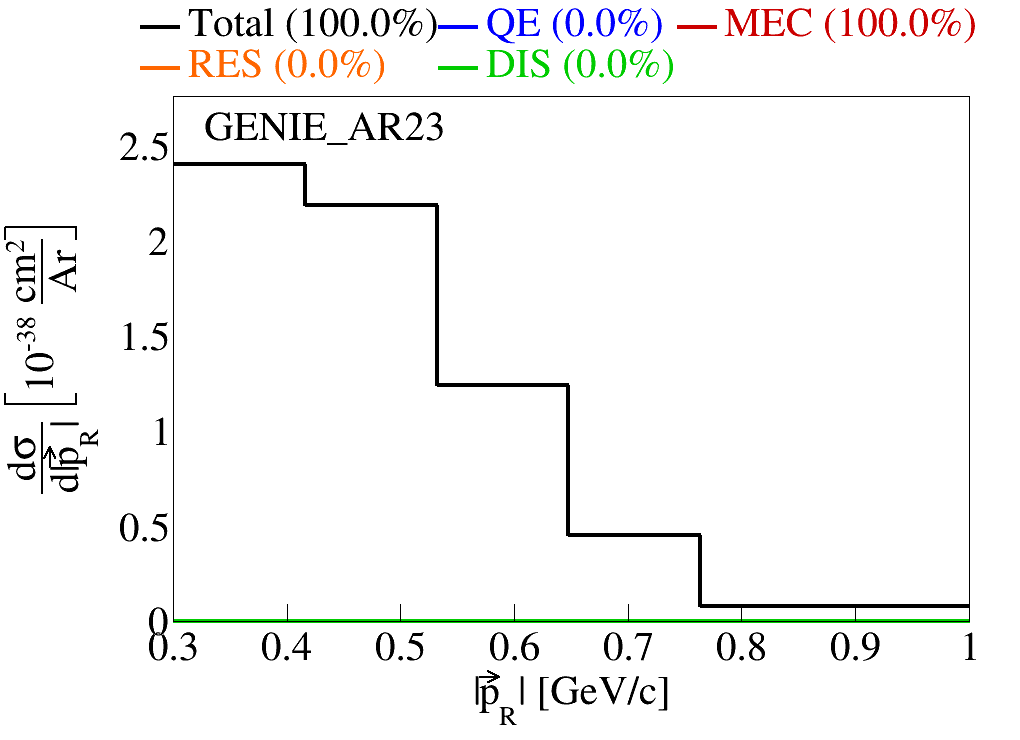 Total (100.0%) QE (0.0%) MEC (100.0%)
RES (0.0%) DIS (0.0%)
GENIE_AR23
2.5
2
1.5
1
0.5
0
dσ/d|p⃗_R| [10^-38 cm^2/Ar]
0.3 0.4 0.5 0.6 0.7 0.8 0.9 1
|p⃗_R| [GeV/c]